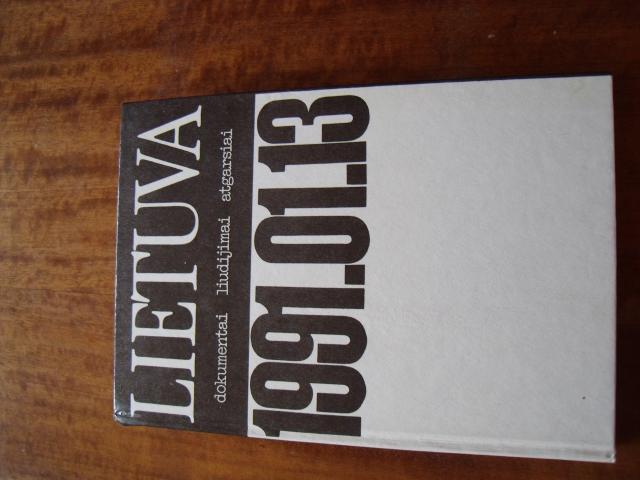 LIETUVA
dokumentai liudijimai atgarsiai
1991.01.13